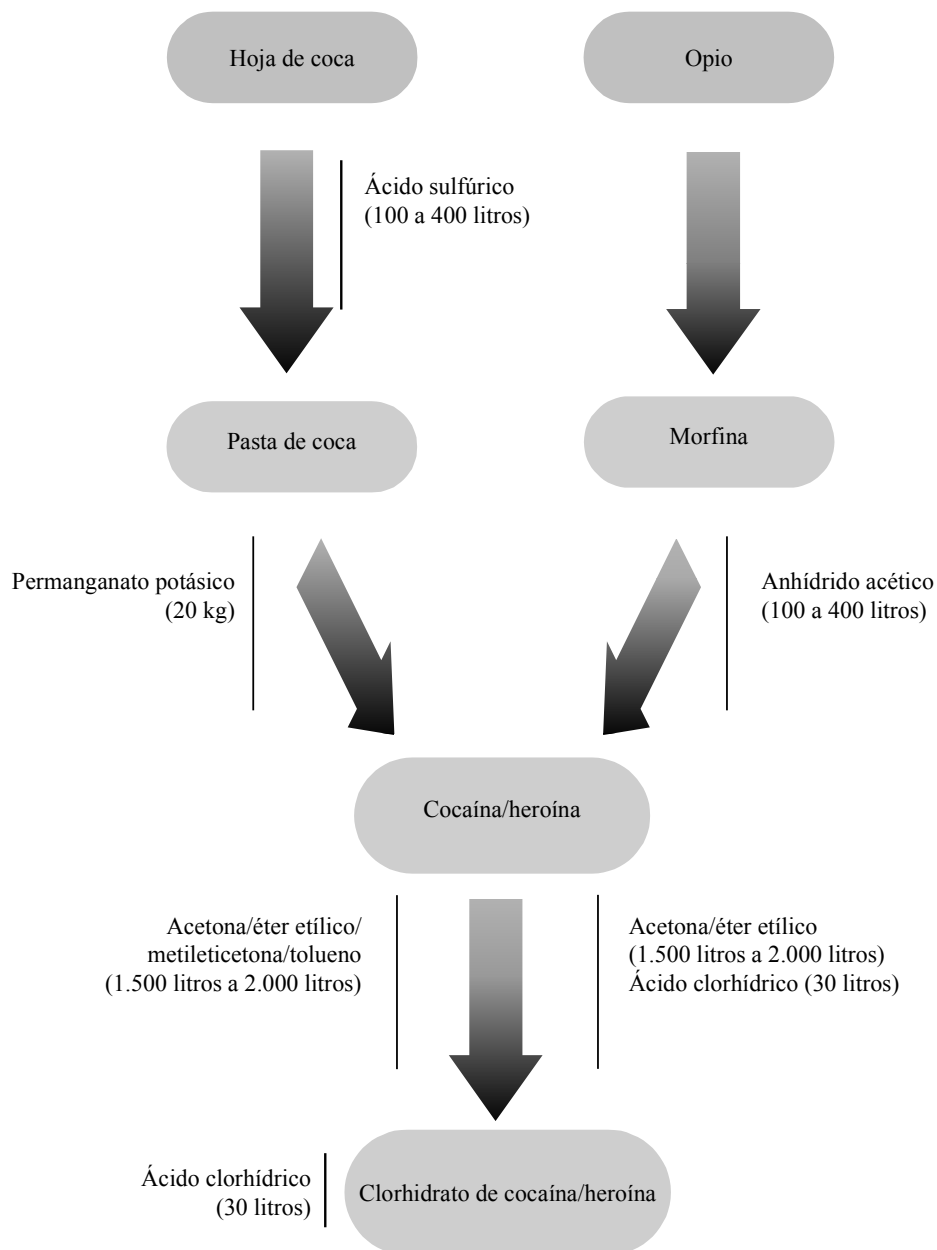 Hoja de coca
Opio
Ácido sulfúrico
(100 a 400 litros)
Pasta de coca
Morfina
Permanganato potásico
(20 kg)
Anhídrido acético
(100 a 400 litros)
Cocaína/heroína
Acetona/éter etílico/
metileticetona/tolueno
(1.500 litros a 2.000 litros)
Acetona/éter etílico
(1.500 litros a 2.000 litros)
Ácido clorhídrico (30 litros)
Ácido clorhídrico
(30 litros)
Clorhidrato de cocaína/heroína